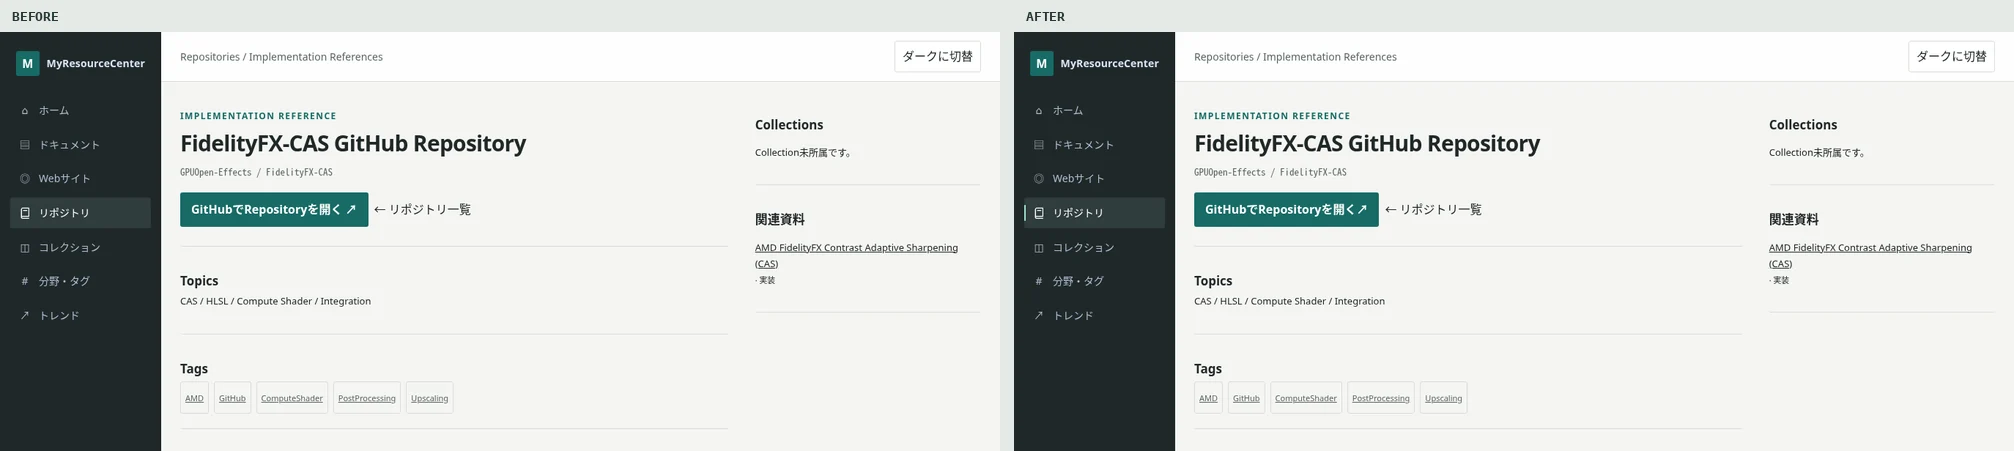 BEFORE
M MyResourceCenter
ホーム
ドキュメント
Webサイト
リポジトリ
コレクション
# 分野・タグ
↗ トレンド
Repositories / Implementation References
ダークに切替
IMPLEMENTATION REFERENCE
FidelityFX-CAS GitHub Repository
GPUOpen-Effects / FidelityFX-CAS
GitHubでRepositoryを開く ↗
← リポジトリ一覧
Topics
CAS / HLSL / Compute Shader / Integration
Tags
AMD GitHub ComputeShader PostProcessing Upscaling
Collections
Collection未所属です。
関連資料
AMD FidelityFX Contrast Adaptive Sharpening
(CAS)
· 実装
AFTER
M MyResourceCenter
ホーム
ドキュメント
Webサイト
リポジトリ
コレクション
# 分野・タグ
↗ トレンド
Repositories / Implementation References
ダークに切替
IMPLEMENTATION REFERENCE
FidelityFX-CAS GitHub Repository
GPUOpen-Effects / FidelityFX-CAS
GitHubでRepositoryを開く↗
← リポジトリ一覧
Topics
CAS / HLSL / Compute Shader / Integration
Tags
AMD GitHub ComputeShader PostProcessing Upscaling
Collections
Collection未所属です。
関連資料
AMD FidelityFX Contrast Adaptive Sharpening
(CAS)
· 実装